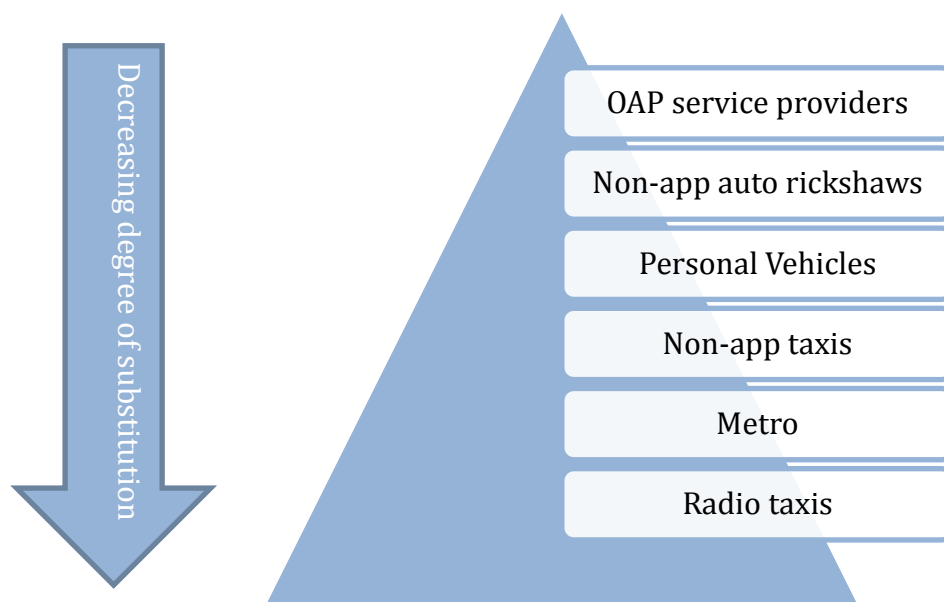 Decreasing degree of substitution
OAP service providers
Non-app auto rickshaws
Personal Vehicles
Non-app taxis
Metro
Radio taxis